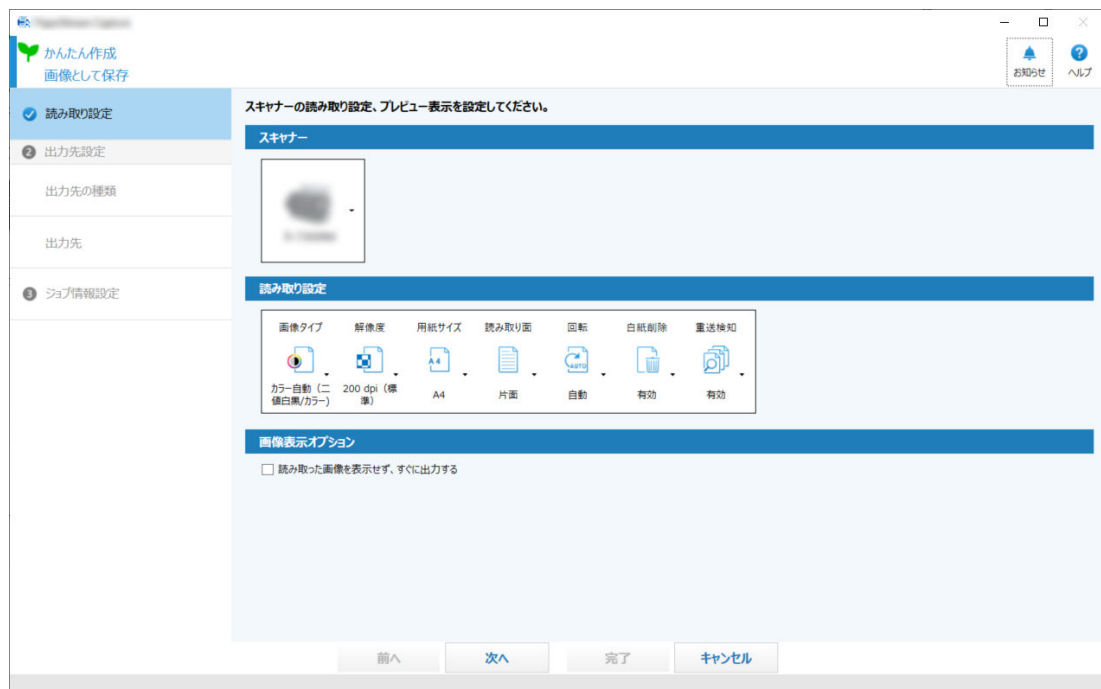 かんたん作成
画像として保存
お知らせ
ヘルプ
読み取り設定
2 出力先設定
出力先の種類
出力先
3 ジョブ情報設定
スキャナーの読み取り設定、プレビュー表示を設定してください。
スキャナー
読み取り設定
画像タイプ 解像度 用紙サイズ 読み取り面 回転 白紙削除 重送検知
A4
AUTO
カラー自動（二値白黒/カラー) 200 dpi（標準） A4 片面 自動 有効 有効
画像表示オプション
読み取った画像を表示せず、すぐに出力する
前へ 次へ 完了 キャンセル